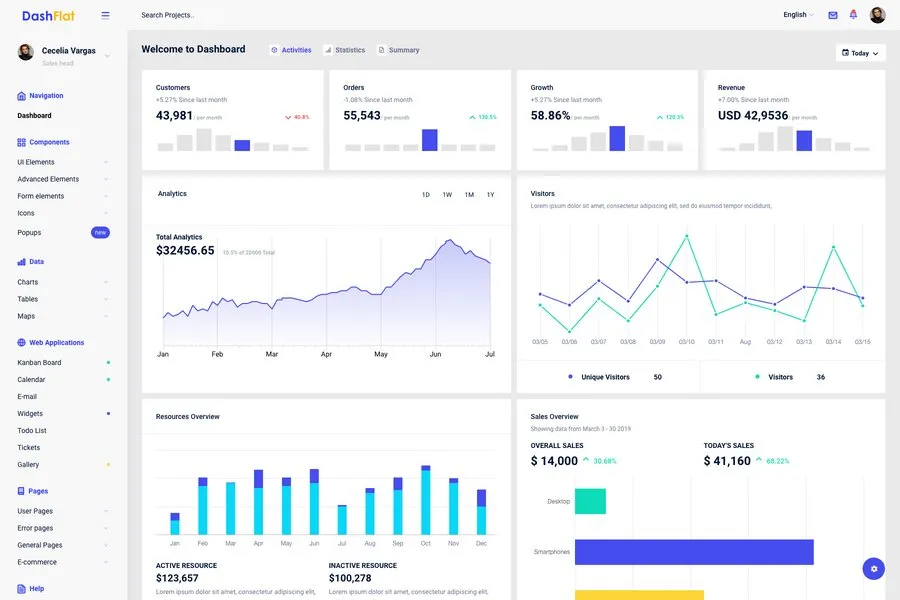 DashFlat
Search Projects..
English
Cecelia Vargas
Sales head
Navigation
Dashboard
Components
UI Elements
Advanced Elements
Form elements
Icons
Popups
new
Data
Charts
Tables
Maps
Web Applications
Kanban Board
Calendar
E-mail
Widgets
Todo List
Tickets
Gallery
Pages
User Pages
Error pages
General Pages
E-commerce
Help
Welcome to Dashboard
Activities
Statistics
Summary
Today
Customers
+5.27% Since last month
43,981 / per month
40.8%
Orders
-1.08% Since last month
55,543 / per month
130.5%
Growth
+5.27% Since last month
58.86% / per month
120.3%
Revenue
+7.00% Since last month
USD 42,9536 / per month
Analytics
1D 1W 1M 1Y
Total Analytics
$32456.65 10.5% of 20000 Total
Jan Feb Mar Apr May Jun Jul
Visitors
Lorem ipsum dolor sit amet, consectetur adipiscing elit, sed do eiusmod tempor incididunt,
03/05 03/06 03/07 03/08 03/09 03/10 03/11 Aug 03/12 03/13 03/14 03/15
Unique Visitors 50
Visitors 36
Resources Overview
Jan Feb Mar Apr May Jun Jul Aug Sep Oct Nov Dec
ACTIVE RESOURCE
$123,657
Lorem ipsum dolor sit amet, consectetur adipiscing elit,
INACTIVE RESOURCE
$100,278
Lorem ipsum dolor sit amet, consectetur adipiscing elit,
Sales Overview
Showing data from March 3 - 30 2019
OVERALL SALES
$ 14,000 30.68%
TODAY'S SALES
$ 41,160 68.22%
Desktop
Smartphones